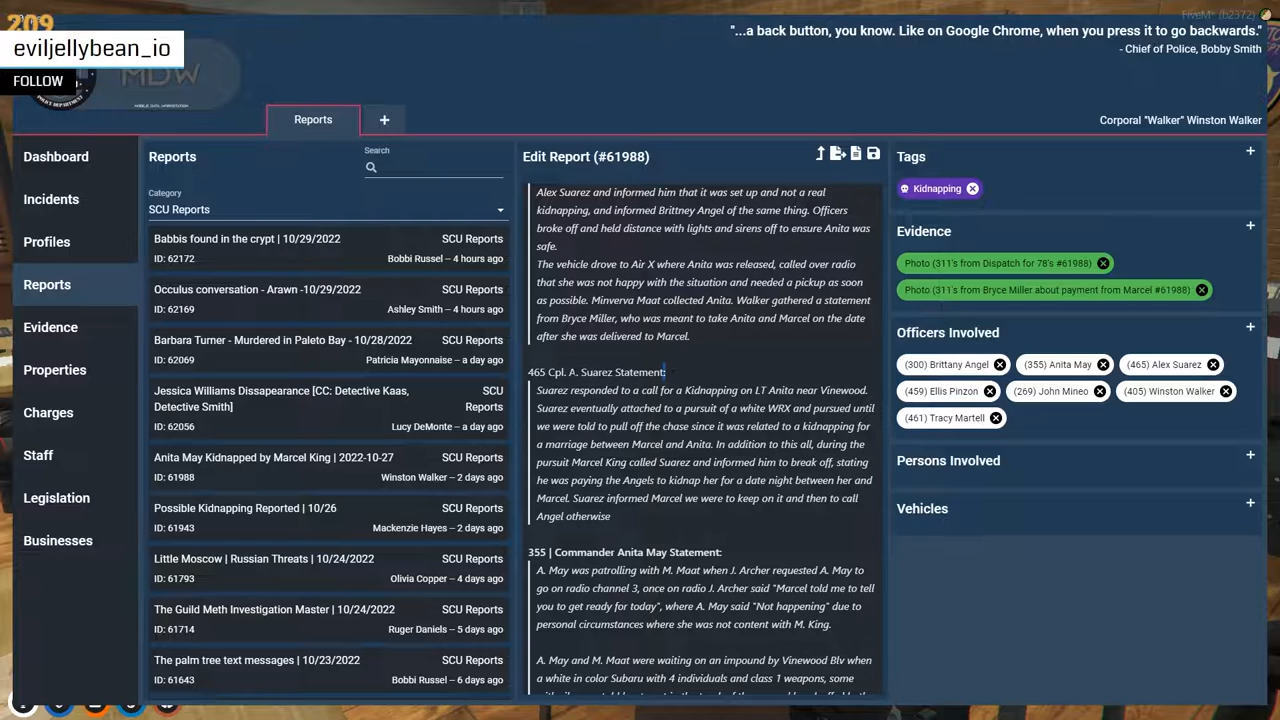 209
FiveM® (b2372)
eviljellybean_io
FOLLOW
"...a back button, you know. Like on Google Chrome, when you press it to go backwards."
- Chief of Police, Bobby Smith
MDW
MOBILE DATA WORKSTATION
POLICE DEPARTMENT
Reports
+
Corporal "Walker" Winston Walker
Dashboard
Incidents
Profiles
Reports
Evidence
Properties
Charges
Staff
Legislation
Businesses
Reports
Search
Category
SCU Reports
Babbis found in the crypt | 10/29/2022
SCU Reports
ID: 62172
Bobbi Russel – 4 hours ago
Occulus conversation - Arawn -10/29/2022
SCU Reports
ID: 62169
Ashley Smith – 4 hours ago
Barbara Turner - Murdered in Paleto Bay - 10/28/2022
SCU Reports
ID: 62069
Patricia Mayonnaise – a day ago
Jessica Williams Dissapearance [CC: Detective Kaas,
Detective Smith]
SCU
Reports
ID: 62056
Lucy DeMonte – a day ago
Anita May Kidnapped by Marcel King | 2022-10-27
SCU Reports
ID: 61988
Winston Walker – 2 days ago
Possible Kidnapping Reported | 10/26
SCU Reports
ID: 61943
Mackenzie Hayes – 2 days ago
Little Moscow | Russian Threats | 10/24/2022
SCU Reports
ID: 61793
Olivia Copper – 4 days ago
The Guild Meth Investigation Master | 10/24/2022
SCU Reports
ID: 61714
Ruger Daniels – 5 days ago
The palm tree text messages | 10/23/2022
SCU Reports
ID: 61643
Bobbi Russel – 6 days ago
Edit Report (#61988)
Alex Suarez and informed him that it was set up and not a real
kidnapping, and informed Brittney Angel of the same thing. Officers
broke off and held distance with lights and sirens off to ensure Anita was
safe.
The vehicle drove to Air X where Anita was released, called over radio
that she was not happy with the situation and needed a pickup as soon
as possible. Minverva Maat collected Anita. Walker gathered a statement
from Bryce Miller, who was meant to take Anita and Marcel on the date
after she was delivered to Marcel.
465 Cpl. A. Suarez Statement:
Suarez responded to a call for a Kidnapping on LT Anita near Vinewood.
Suarez eventually attached to a pursuit of a white WRX and pursued until
we were told to pull off the chase since it was related to a kidnapping for
a marriage between Marcel and Anita. In addition to this all, during the
pursuit Marcel King called Suarez and informed him to break off, stating
he was paying the Angels to kidnap her for a date night between her and
Marcel. Suarez informed Marcel we were to keep on it and then to call
Angel otherwise
355 | Commander Anita May Statement:
A. May was patrolling with M. Maat when J. Archer requested A. May to
go on radio channel 3, once on radio J. Archer said "Marcel told me to tell
you to get ready for today", where A. May said "Not happening" due to
personal circumstances where she was not content with M. King.
A. May and M. Maat were waiting on an impound by Vinewood Blv when
a white in color Subaru with 4 individuals and class 1 weapons, some
Tags
+
Kidnapping
Evidence
+
Photo (311's from Dispatch for 78's #61988)
Photo (311's from Bryce Miller about payment from Marcel #61988)
Officers Involved
+
(300) Brittany Angel
(355) Anita May
(465) Alex Suarez
(459) Ellis Pinzon
(269) John Mineo
(405) Winston Walker
(461) Tracy Martell
Persons Involved
+
Vehicles
+